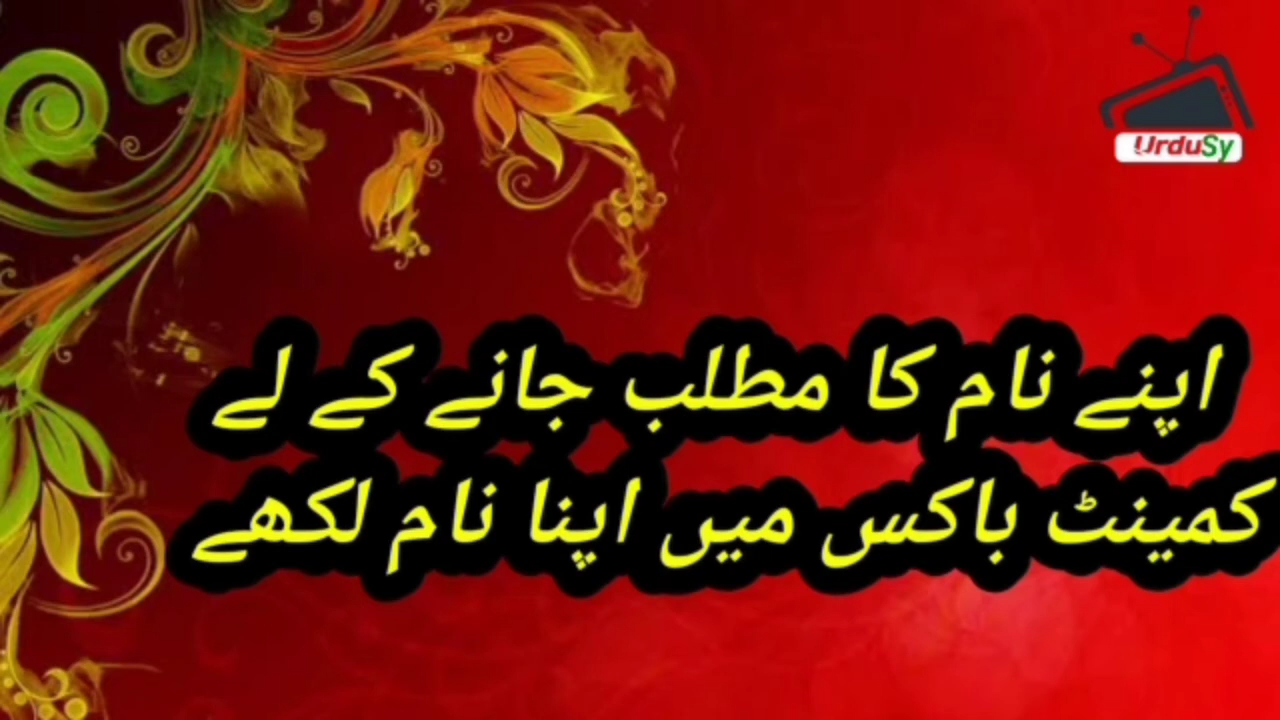 UrduSy
اپنے نام کا مطلب جانے کے لے
کمینٹ باکس میں اپنا نام لکھے